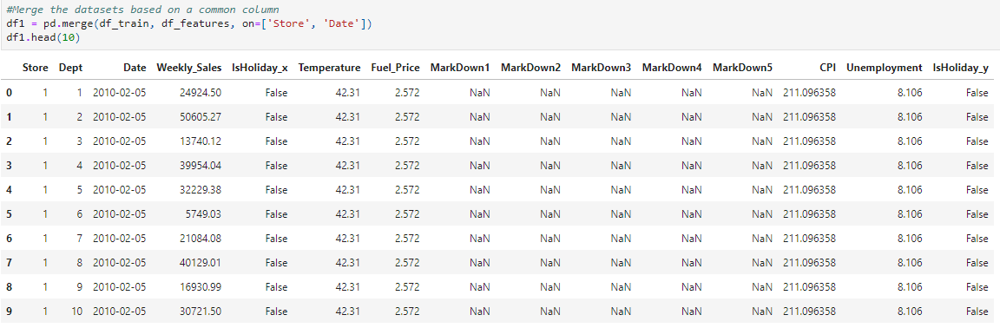 #Merge the datasets based on a common column
df1 = pd.merge(df_train, df_features, on=['Store', 'Date'])
df1.head(10)
Store Dept Date Weekly_Sales IsHoliday_x Temperature Fuel_Price MarkDown1 MarkDown2 MarkDown3 MarkDown4 MarkDown5 CPI Unemployment IsHoliday_y
0 1 1 2010-02-05 24924.50 False 42.31 2.572 NaN NaN NaN NaN NaN 211.096358 8.106 False
1 1 2 2010-02-05 50605.27 False 42.31 2.572 NaN NaN NaN NaN NaN 211.096358 8.106 False
2 1 3 2010-02-05 13740.12 False 42.31 2.572 NaN NaN NaN NaN NaN 211.096358 8.106 False
3 1 4 2010-02-05 39954.04 False 42.31 2.572 NaN NaN NaN NaN NaN 211.096358 8.106 False
4 1 5 2010-02-05 32229.38 False 42.31 2.572 NaN NaN NaN NaN NaN 211.096358 8.106 False
5 1 6 2010-02-05 5749.03 False 42.31 2.572 NaN NaN NaN NaN NaN 211.096358 8.106 False
6 1 7 2010-02-05 21084.08 False 42.31 2.572 NaN NaN NaN NaN NaN 211.096358 8.106 False
7 1 8 2010-02-05 40129.01 False 42.31 2.572 NaN NaN NaN NaN NaN 211.096358 8.106 False
8 1 9 2010-02-05 16930.99 False 42.31 2.572 NaN NaN NaN NaN NaN 211.096358 8.106 False
9 1 10 2010-02-05 30721.50 False 42.31 2.572 NaN NaN NaN NaN NaN 211.096358 8.106 False